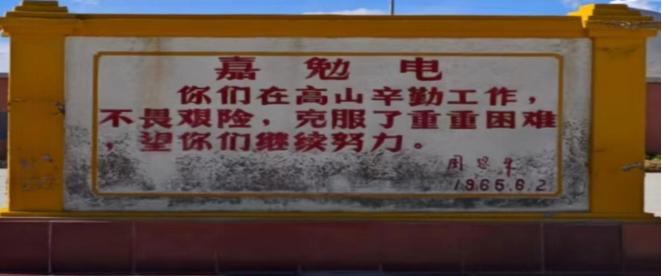 嘉勉电
你们在高山辛勤工作，
不畏艰险，克服了重重困难
，望你们继续努力。
周恩来
1965.6.2